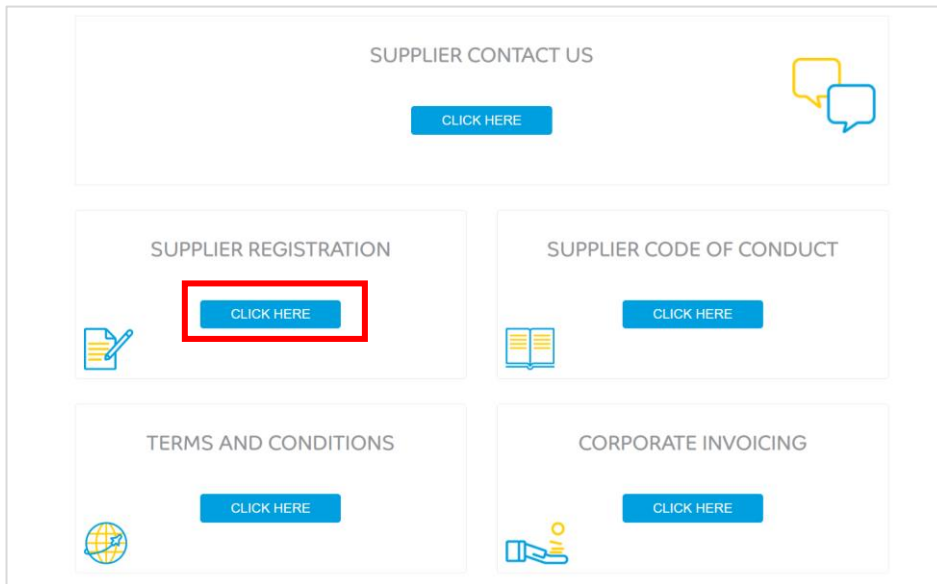 SUPPLIER CONTACT US
CLICK HERE
SUPPLIER REGISTRATION
CLICK HERE
SUPPLIER CODE OF CONDUCT
CLICK HERE
TERMS AND CONDITIONS
CLICK HERE
CORPORATE INVOICING
CLICK HERE